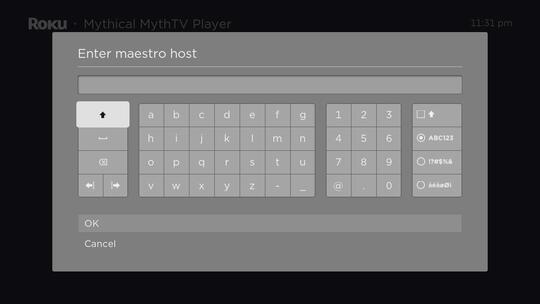 Roku · Mythical MythTV Player 11:31 pm
Enter maestro host
a b c d e f g 1 2 3
h i j k l m n 4 5 6 ABC123
o p q r s t u 7 8 9 !?#$%&
v w x y z - _ @ . 0
OK
Cancel